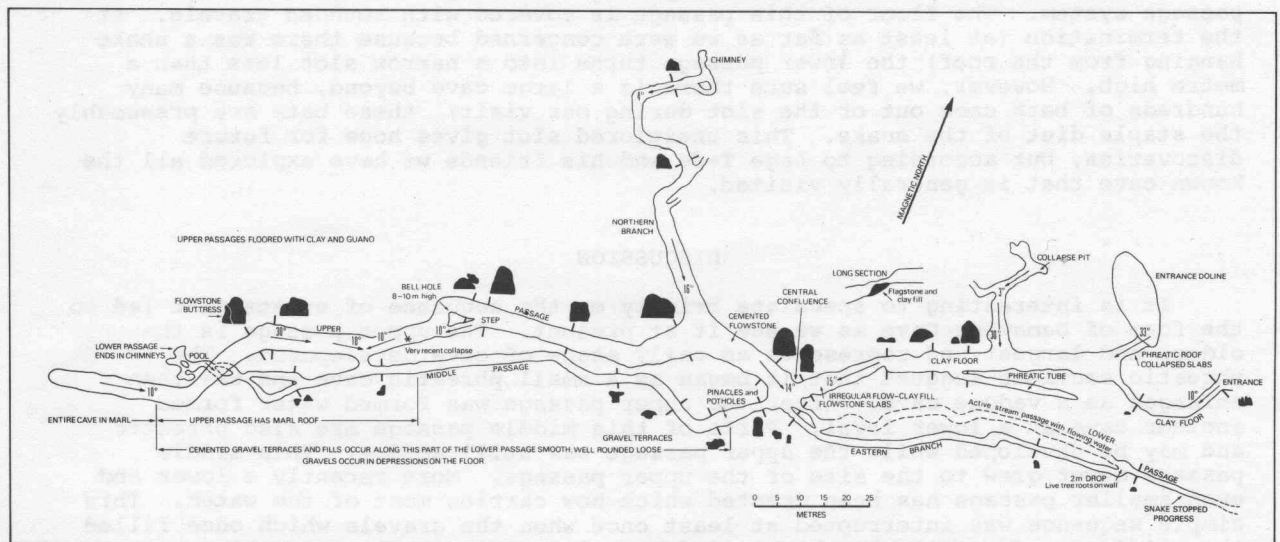 CHIMNEY
4°
MAGNETIC NORTH
NORTHERN
BRANCH
UPPER PASSAGES FLOORED WITH CLAY AND GUANO
COLLAPSE PIT
LONG SECTION
ENTRANCE DOLINE
BELL HOLE
8–10m high
Flagstone and
clay fill
CENTRAL
CONFLUENCE
16°
7°
FLOWSTONE
BUTTRESS
PASSAGE
STEP
10°
CEMENTED
FLOWSTONE
30°
UPPER
18°
10°
LOWER PASSAGE
ENDS IN CHIMNEYS
POOL
Very recent collapse
CLAY FLOOR
PHREATIC ROOF
COLLAPSED SLABS
MIDDLE
PASSAGE
14°
15°
PHREATIC TUBE
ENTRANCE
10°
10°
PINACLES and
POTHOLES
IRREGULAR FLOW–CLAY FILL.
FLOWSTONE SLABS
CLAY FLOOR
ENTIRE CAVE IN MARL
UPPER PASSAGE HAS MARL ROOF
Active stream passage with flowing water
LOWER
GRAVEL TERRACES
EASTERN
BRANCH
CEMENTED GRAVEL TERRACES AND FILLS OCCUR ALONG THIS PART OF THE LOWER PASSAGE SMOOTH WELL ROUNDED LOOSE
GRAVELS OCCUR IN DEPRESSIONS ON THE FLOOR.
PASSAGE
2m DROP
Live tree roots on wall
0 5 10 15 20 25
METRES
SNAKE STOPPED
PROGRESS